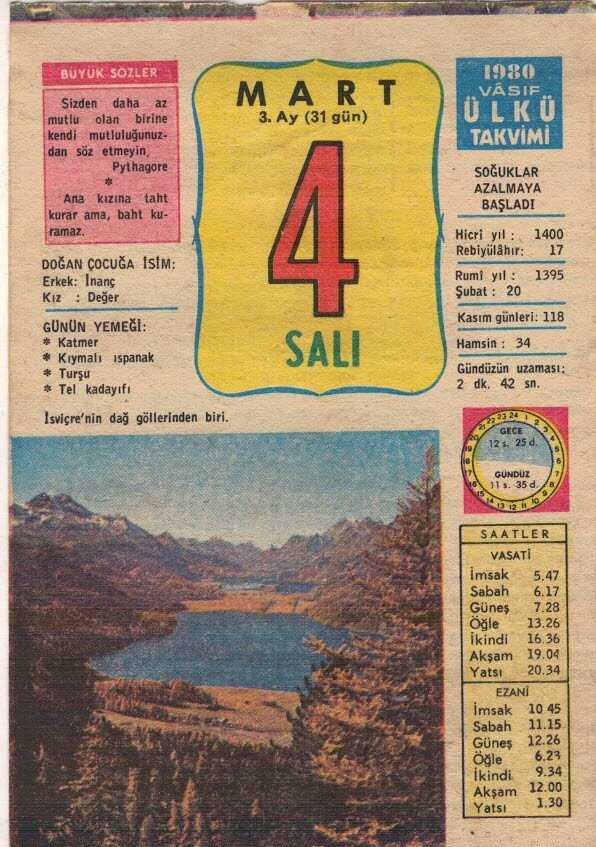 BÜYÜK SÖZLER
Sizden daha az
mutlu olan birine
kendi mutluluğunuz-
dan söz etmeyin,
Pythagore
*
Ana kızına taht
kurar ama, baht ku-
ramaz.
DOĞAN ÇOCUĞA İSİM:
Erkek: İnanç
Kız : Değer
GÜNÜN YEMEĞİ:
* Katmer
* Kıymalı ıspanak
* Turşu
* Tel kadayıfı
MART
3. Ay (31 gün)
4
SALI
1980
VÂSIF
ÜLKÜ
TAKVİMİ
SOĞUKLAR
AZALMAYA
BAŞLADI
Hicrî yıl : 1400
Rebiyülâhır: 17
Rumî yıl : 1395
Şubat : 20
Kasım günleri: 118
Hamsin : 34
Gündüzün uzaması:
2 dk. 42 sn.
İsviçre'nin dağ göllerinden biri.
GECE
12 s. 25 d.
GÜNDÜZ
11 s. 35 d.
SAATLER
VASATİ
İmsak 5.47
Sabah 6.17
Güneş 7.28
Öğle 13.26
İkindi 16.36
Akşam 19.04
Yatsı 20.34
EZANİ
İmsak 10 45
Sabah 11.15
Güneş 12.26
Öğle 6.23
İkindi 9.34
Akşam 12.00
Yatsı 1.30